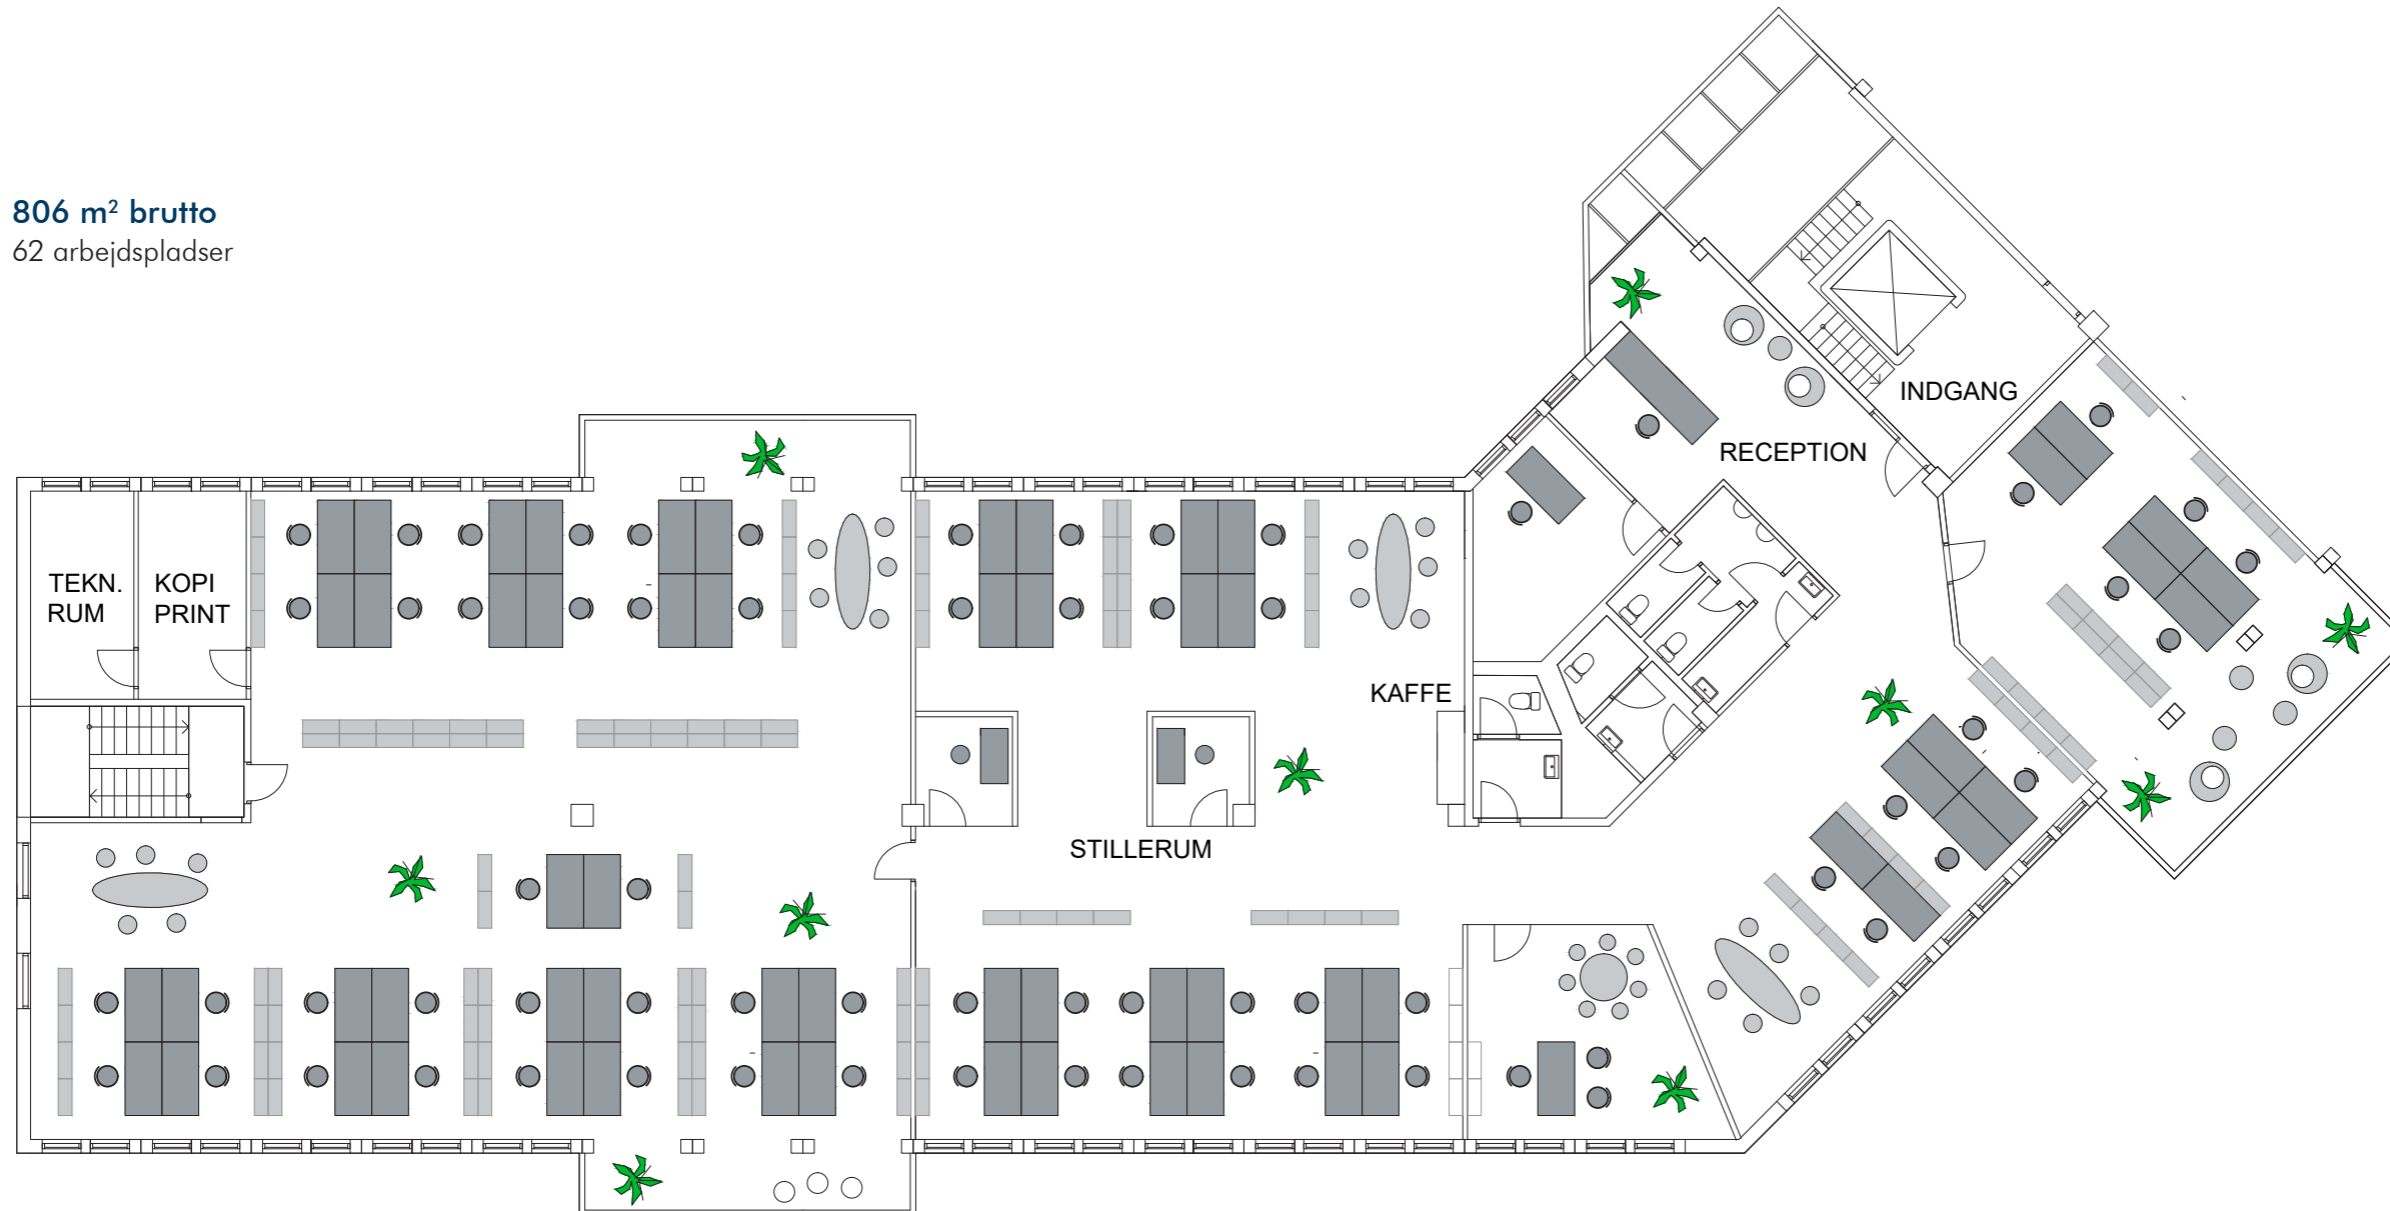 806 m² brutto
62 arbejdspladser
INDGANG
RECEPTION
TEKN.
RUM
KOPI
PRINT
KAFFE
STILLERUM